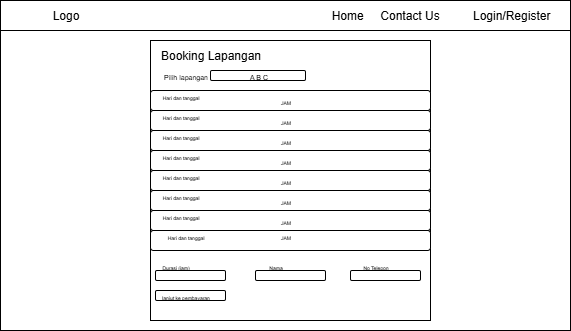 Logo Home Contact Us Login/Register
Booking Lapangan
Pilih lapangan A B C
Hari dan tanggal JAM
Hari dan tanggal JAM
Hari dan tanggal JAM
Hari dan tanggal JAM
Hari dan tanggal JAM
Hari dan tanggal JAM
Hari dan tanggal JAM
Hari dan tanggal JAM
Durasi (jam) Nama No Telepon
lanjut ke pembayaran